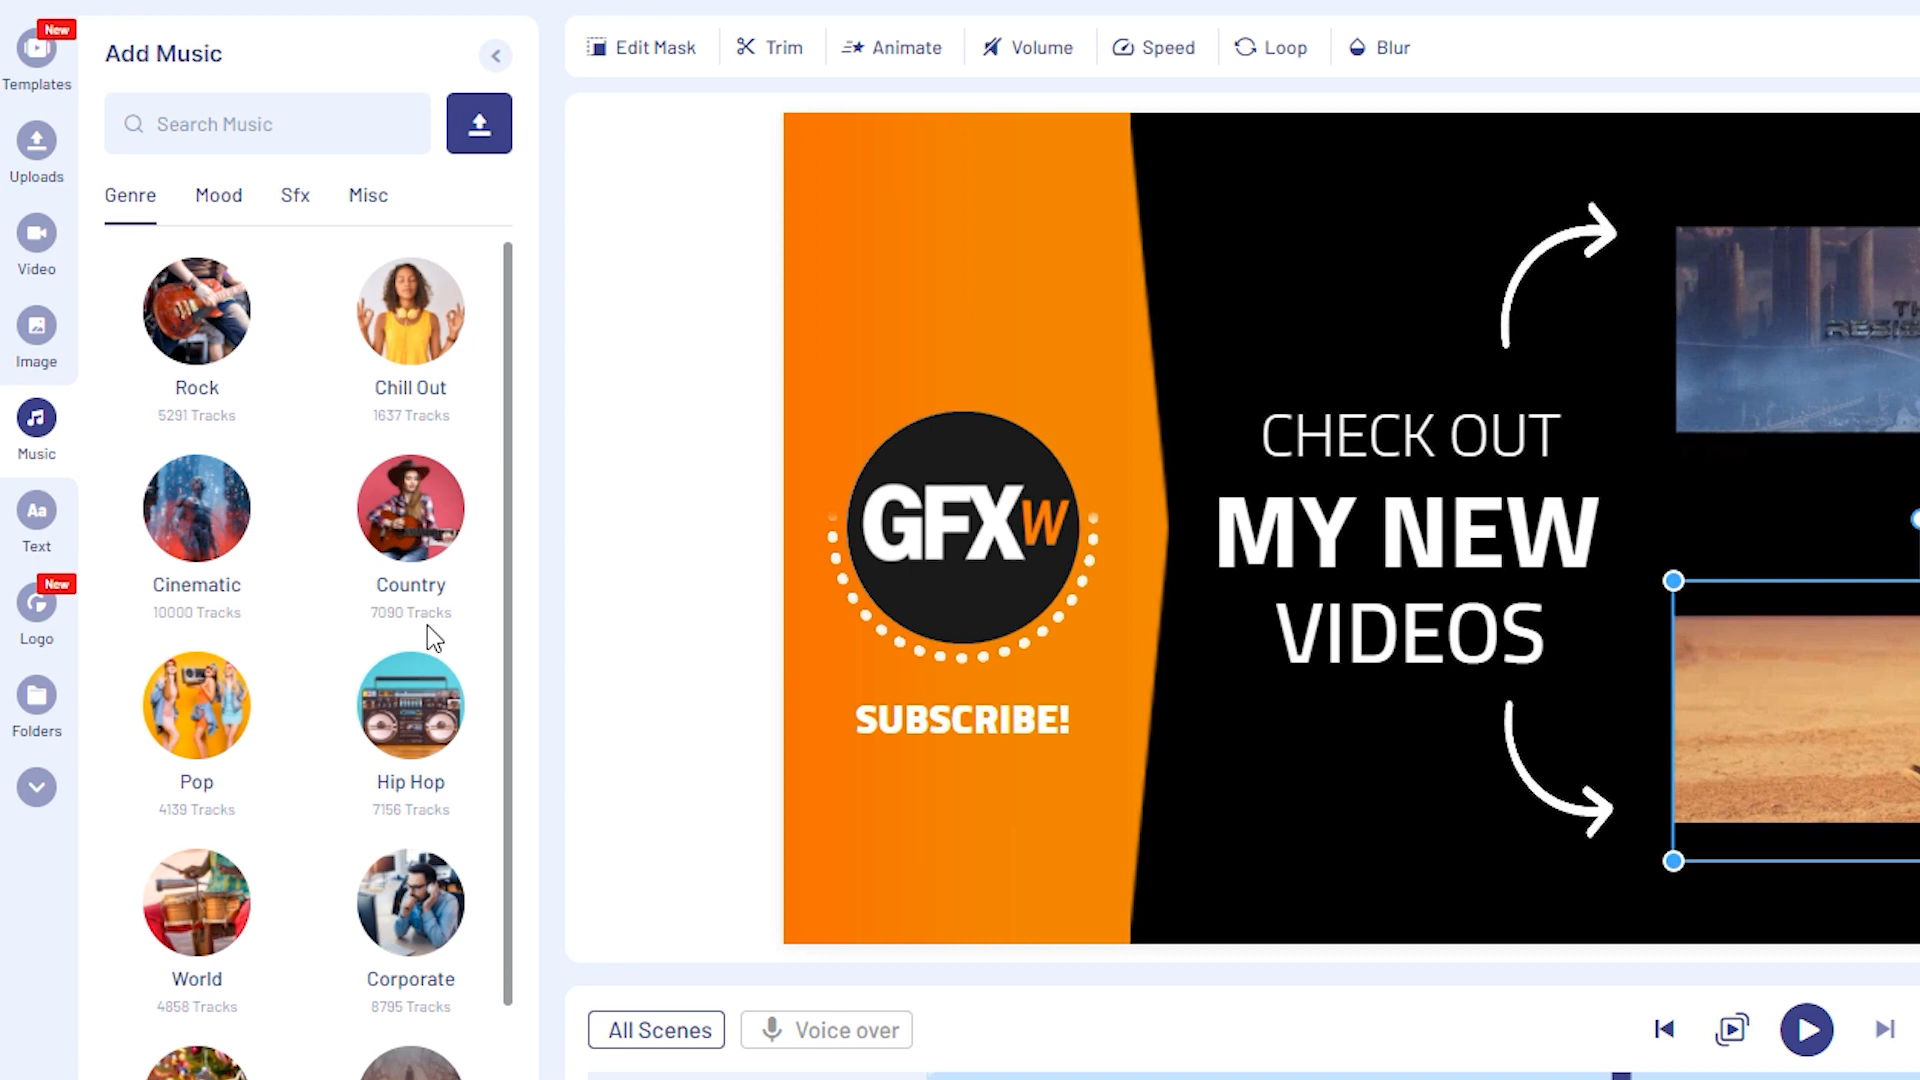 New
Templates
Uploads
Video
Image
Music
Aa
Text
New
Logo
Folders
Add Music
Search Music
Genre Mood Sfx Misc
Rock
5291 Tracks
Chill Out
1637 Tracks
Cinematic
10000 Tracks
Country
7090 Tracks
Pop
4139 Tracks
Hip Hop
7156 Tracks
World
4858 Tracks
Corporate
8795 Tracks
Edit Mask Trim Animate Volume Speed Loop Blur
GFXW
SUBSCRIBE!
CHECK OUT
MY NEW
VIDEOS
All Scenes Voice over